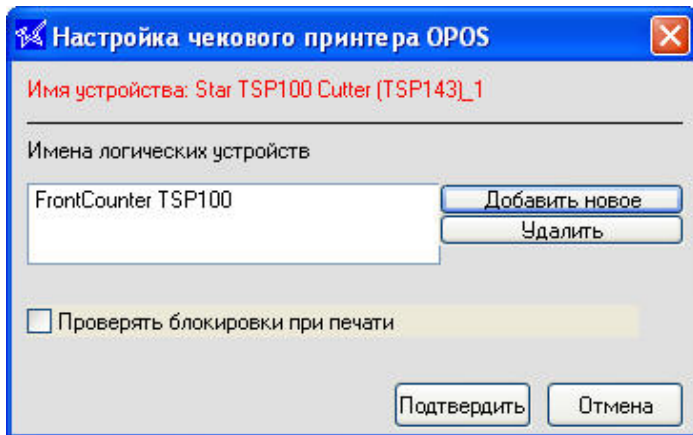 Настройка чекового принтера OPOS
Имя устройства: Star TSP100 Cutter (TSP143)_1
Имена логических устройств
FrontCounter TSP100
Добавить новое
Удалить
Проверять блокировки при печати
Подтвердить Отмена